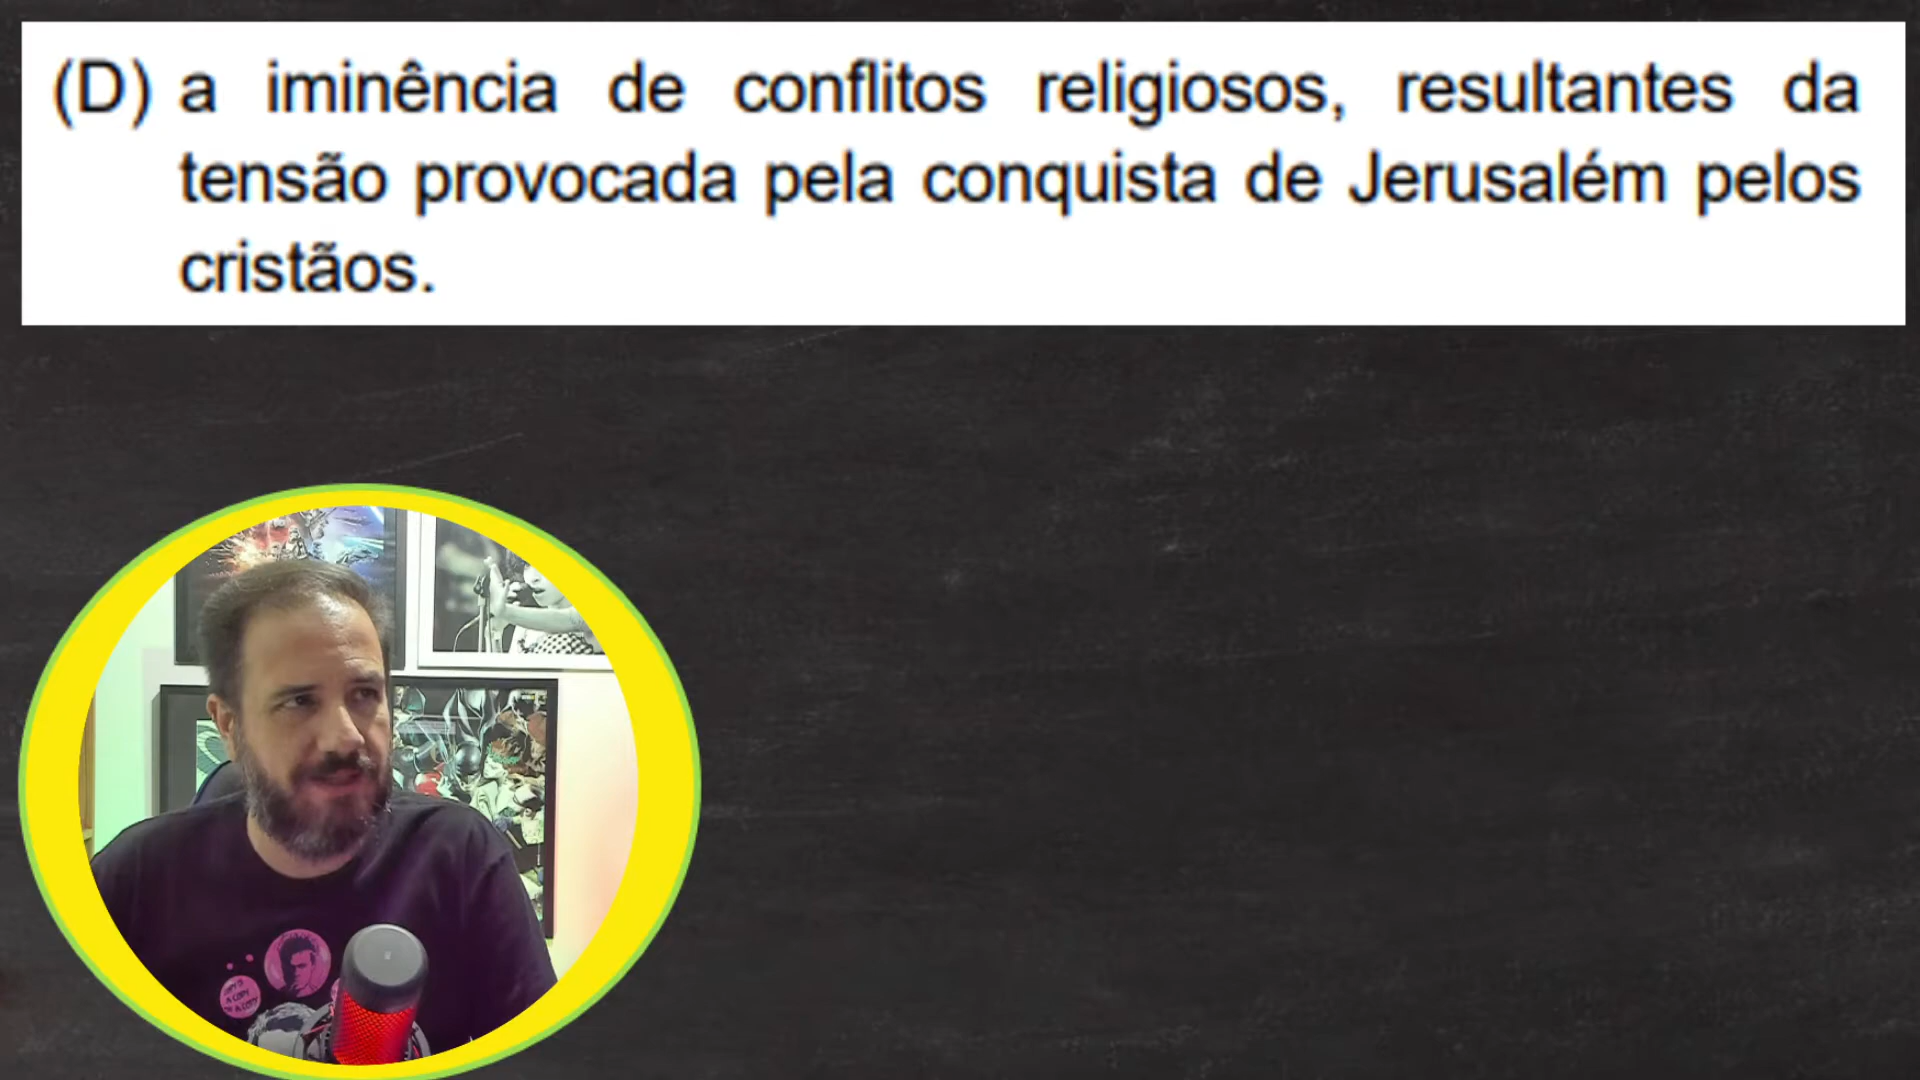 (D) a iminência de conflitos religiosos, resultantes da
tensão provocada pela conquista de Jerusalém pelos
cristãos.